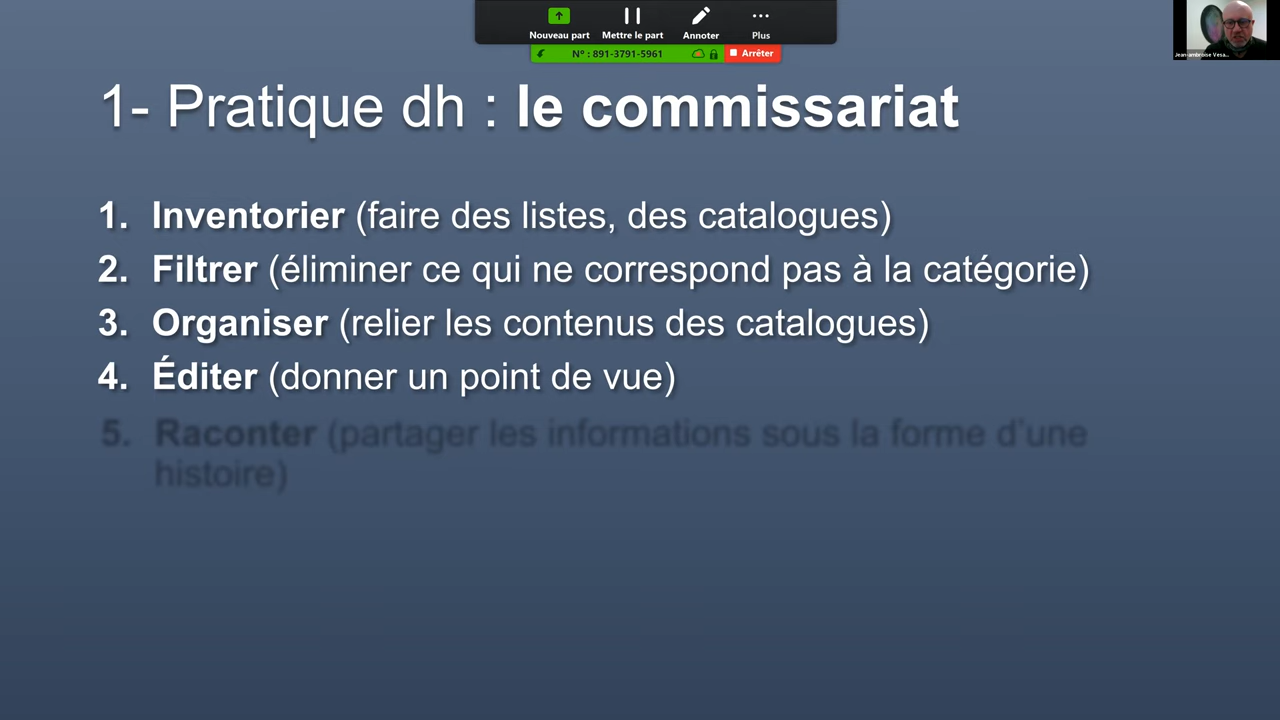 Nouveau part
Mettre le part
Annoter
Plus
N° : 891-3791-5961
Arrêter
1- Pratique dh : le commissariat
1. Inventorier (faire des listes, des catalogues)
2. Filtrer (éliminer ce qui ne correspond pas à la catégorie)
3. Organiser (relier les contenus des catalogues)
4. Éditer (donner un point de vue)
5. Raconter (partager les informations sous la forme d'une
histoire)